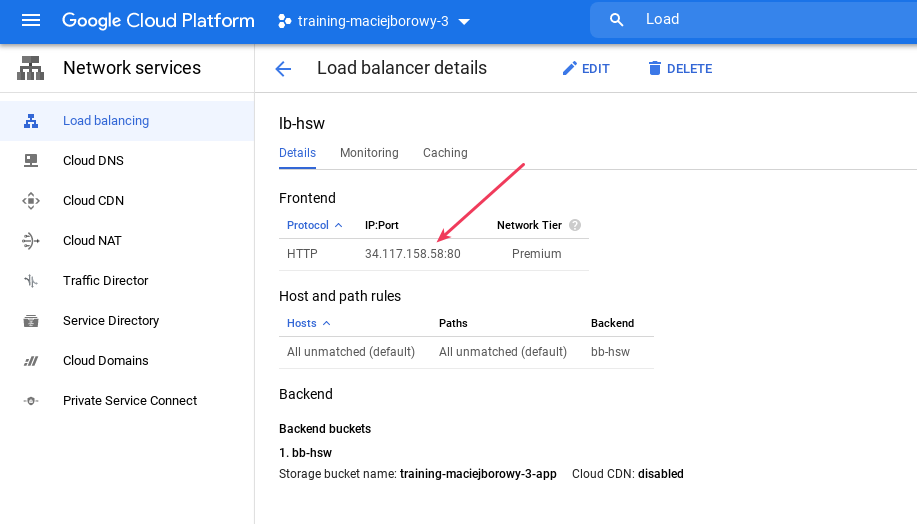 Google Cloud Platform training-maciejborowy-3 Load
Network services
Load balancing
Cloud DNS
Cloud CDN
Cloud NAT
Traffic Director
Service Directory
Cloud Domains
Private Service Connect
Load balancer details EDIT DELETE
lb-hsw
Details Monitoring Caching
Frontend
Protocol IP:Port Network Tier ?
HTTP 34.117.158.58:80 Premium
Host and path rules
Hosts Paths Backend
All unmatched (default) All unmatched (default) bb-hsw
Backend
Backend buckets
1. bb-hsw
Storage bucket name: training-maciejborowy-3-app Cloud CDN: disabled